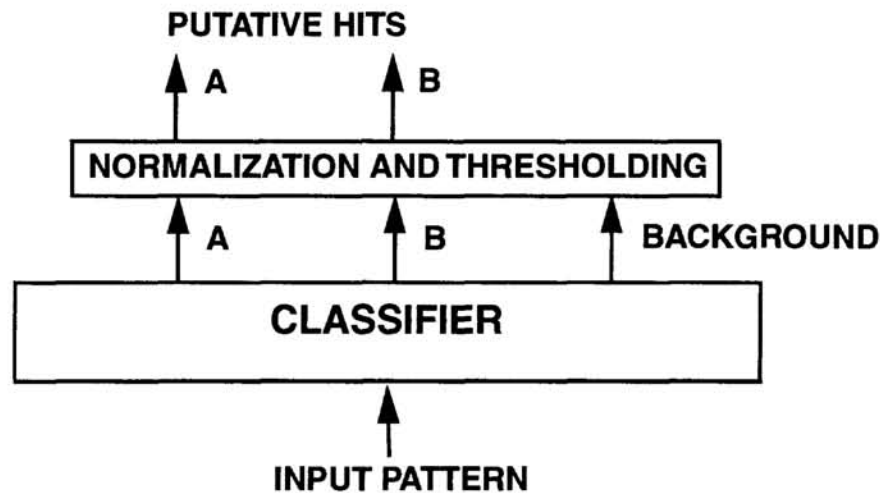 PUTATIVE HITS
A B
NORMALIZATION AND THRESHOLDING
A B BACKGROUND
CLASSIFIER
INPUT PATTERN